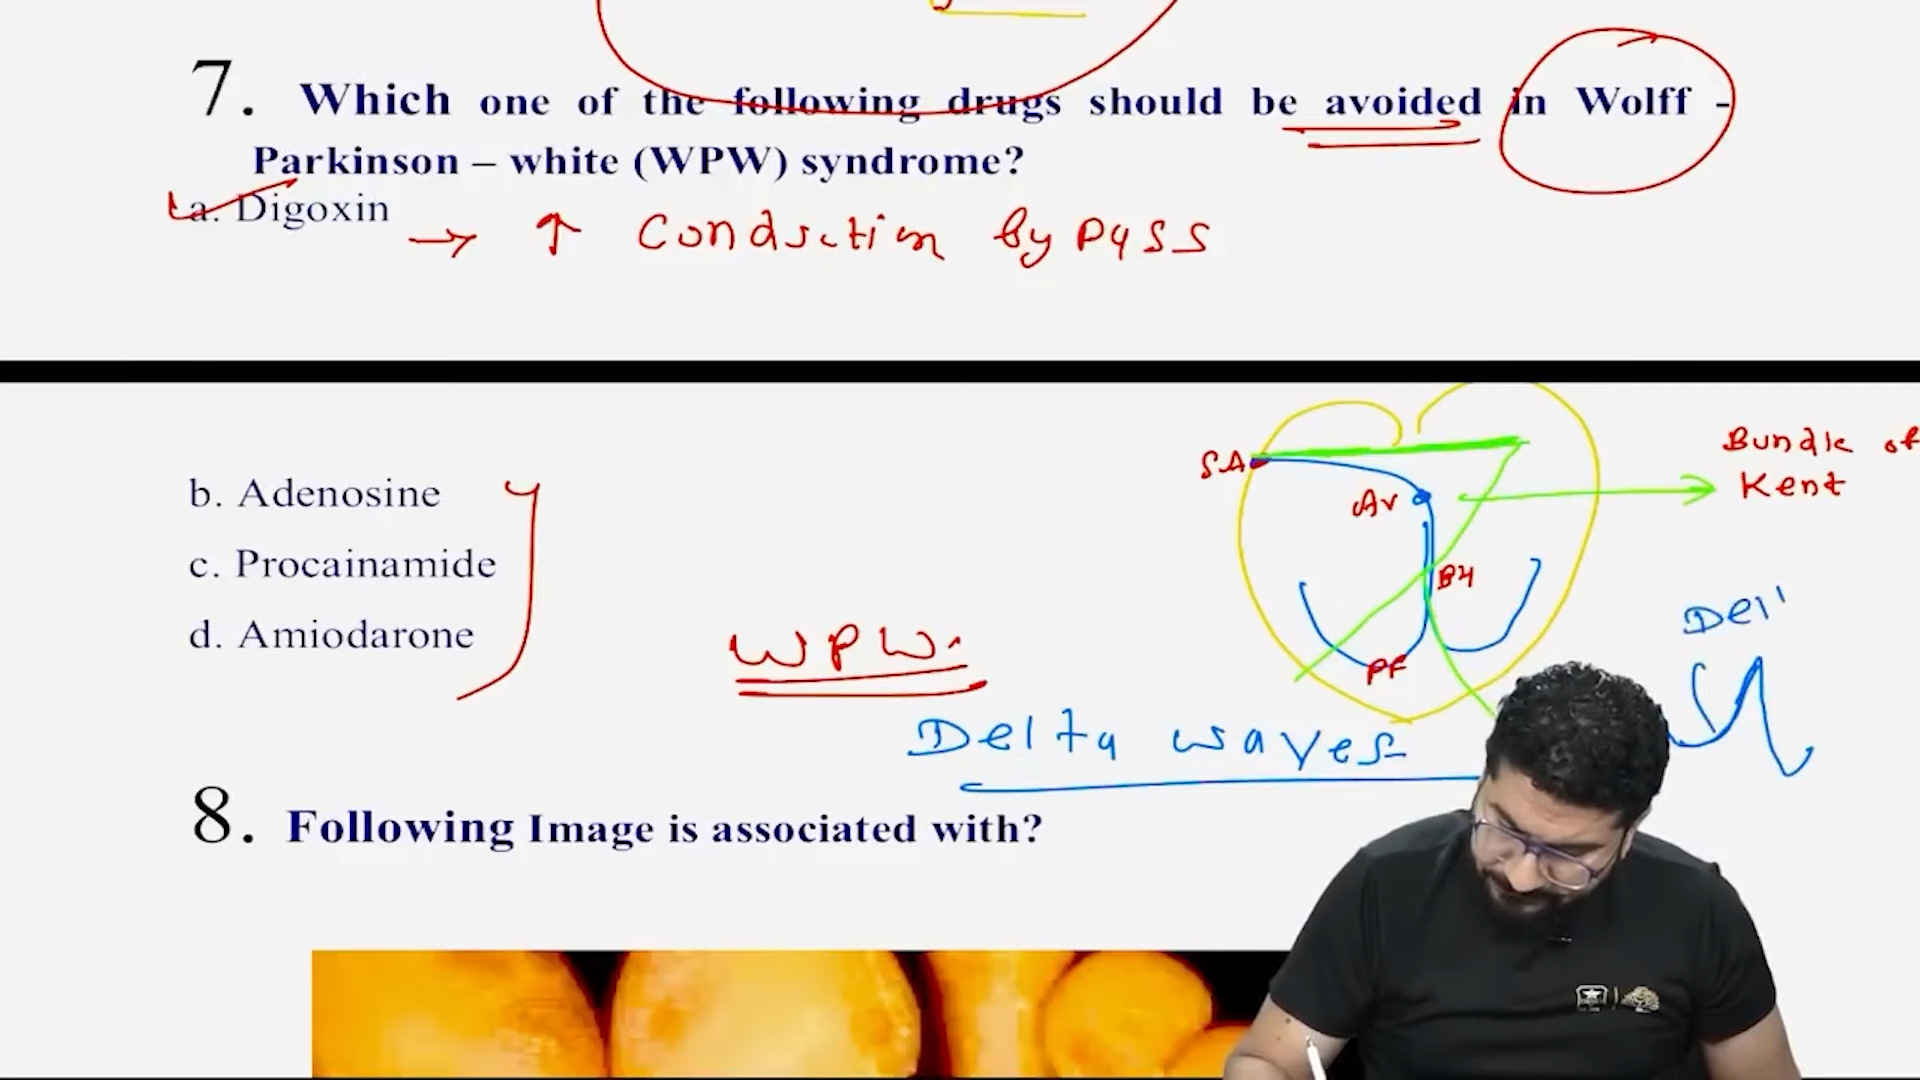 7. Which one of the following drugs should be avoided in Wolff -
Parkinson – white (WPW) syndrome?
a. Digoxin
→ ↑ Conduction by pass
b. Adenosine
c. Procainamide
d. Amiodarone
SA
AV
BH
PF
Bundle of
Kent
WPW.
Delta waves
Del
8. Following Image is associated with?